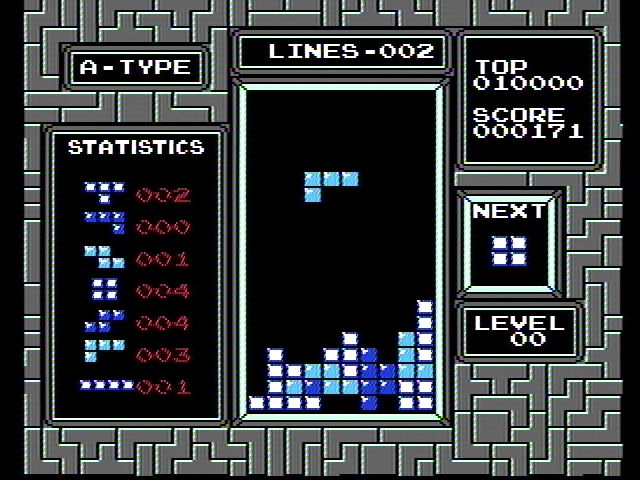 A-TYPE
LINES-002
TOP
010000
SCORE
000171
STATISTICS
002
000
001
004
004
003
001
NEXT
LEVEL
00